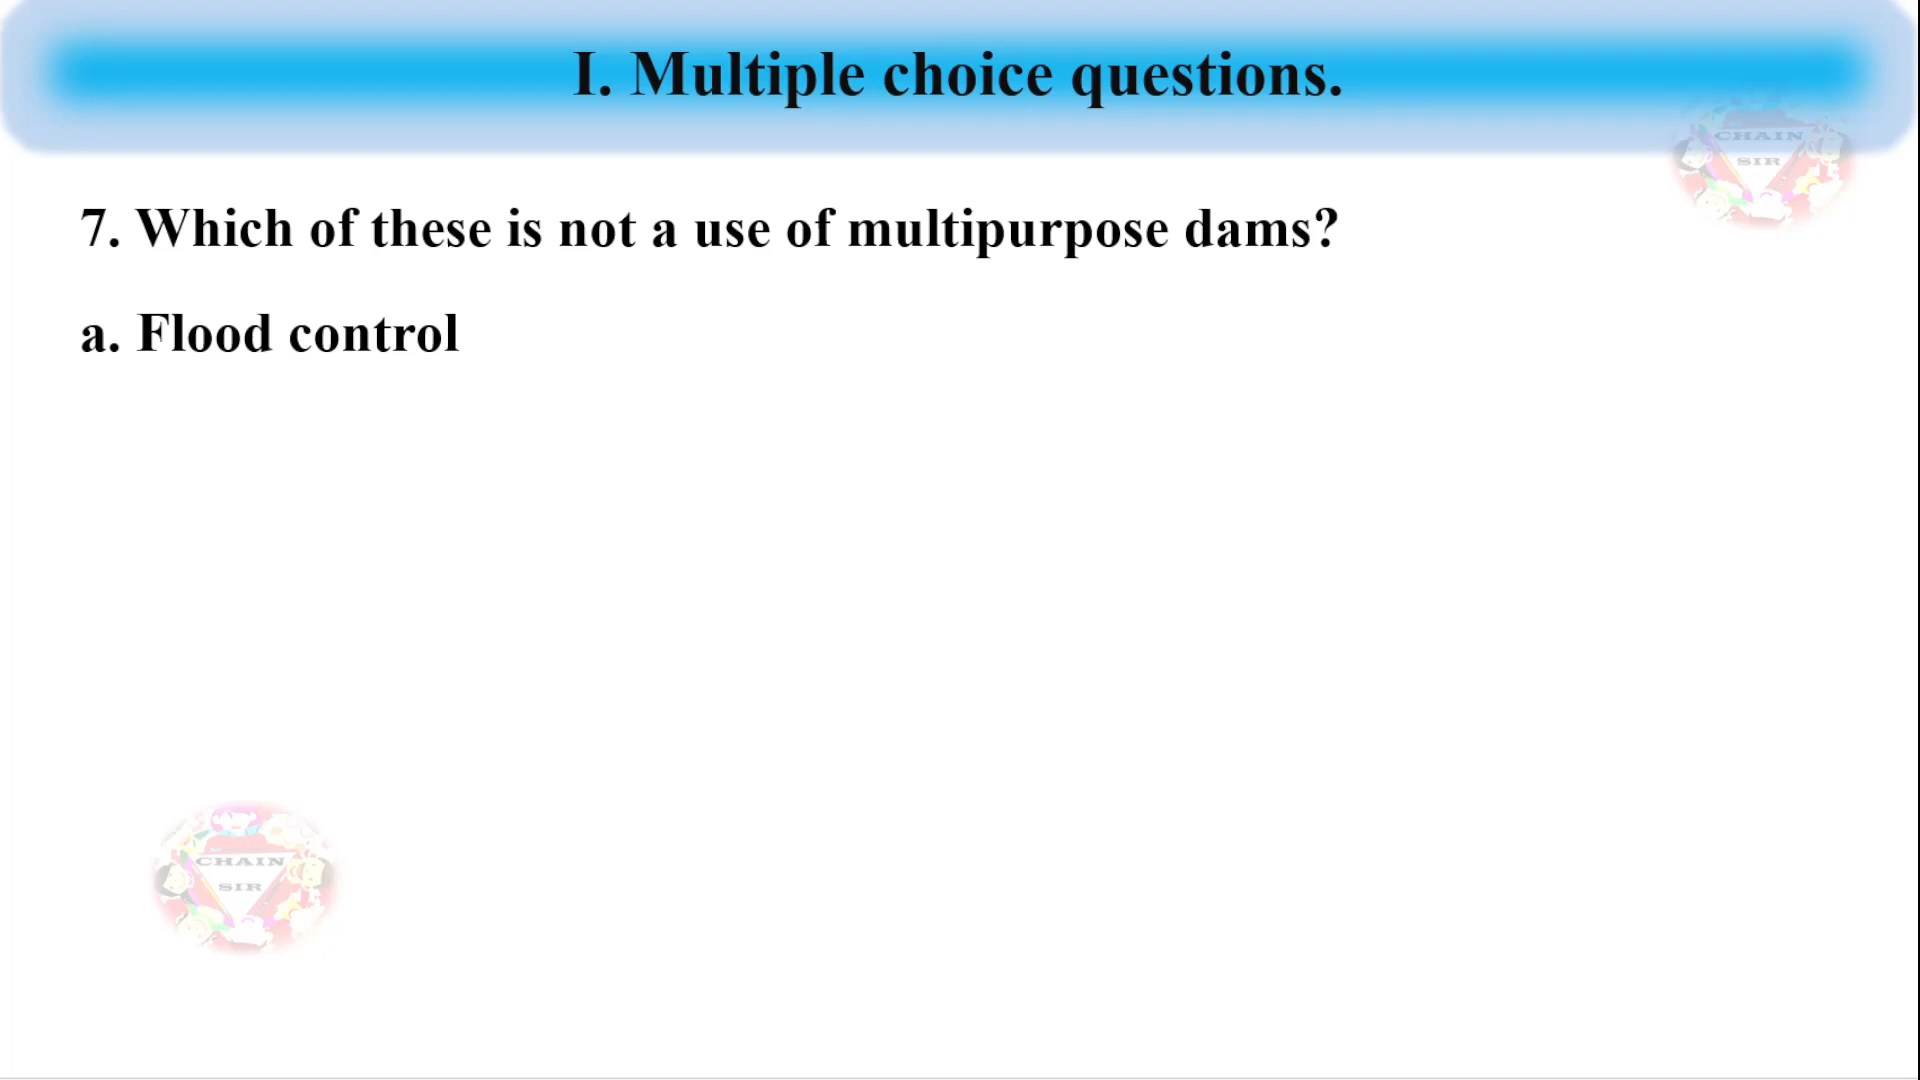 I. Multiple choice questions.
CHAIN
SIR
7. Which of these is not a use of multipurpose dams?
a. Flood control
CHAIN
SIR